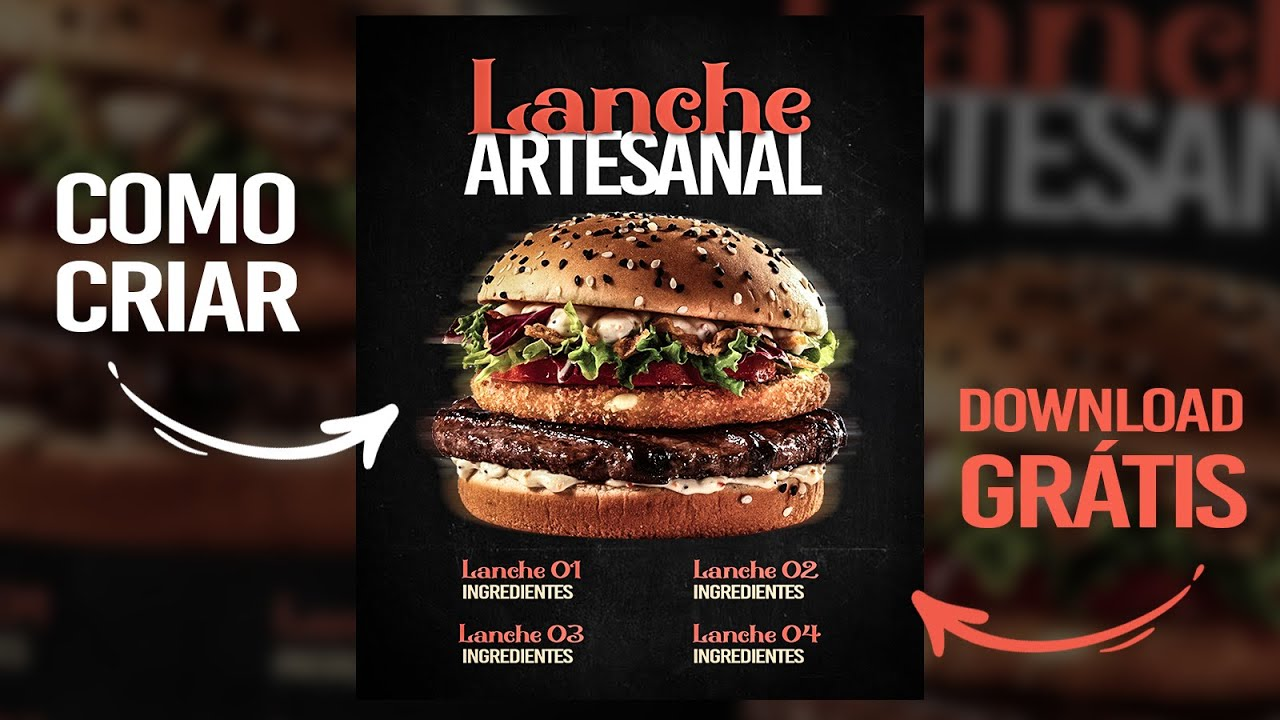 COMO
CRIAR
Lanche
ARTESANAL
Lanche 01
INGREDIENTES
Lanche 02
INGREDIENTES
Lanche 03
INGREDIENTES
Lanche 04
INGREDIENTES
DOWNLOAD
GRÁTIS